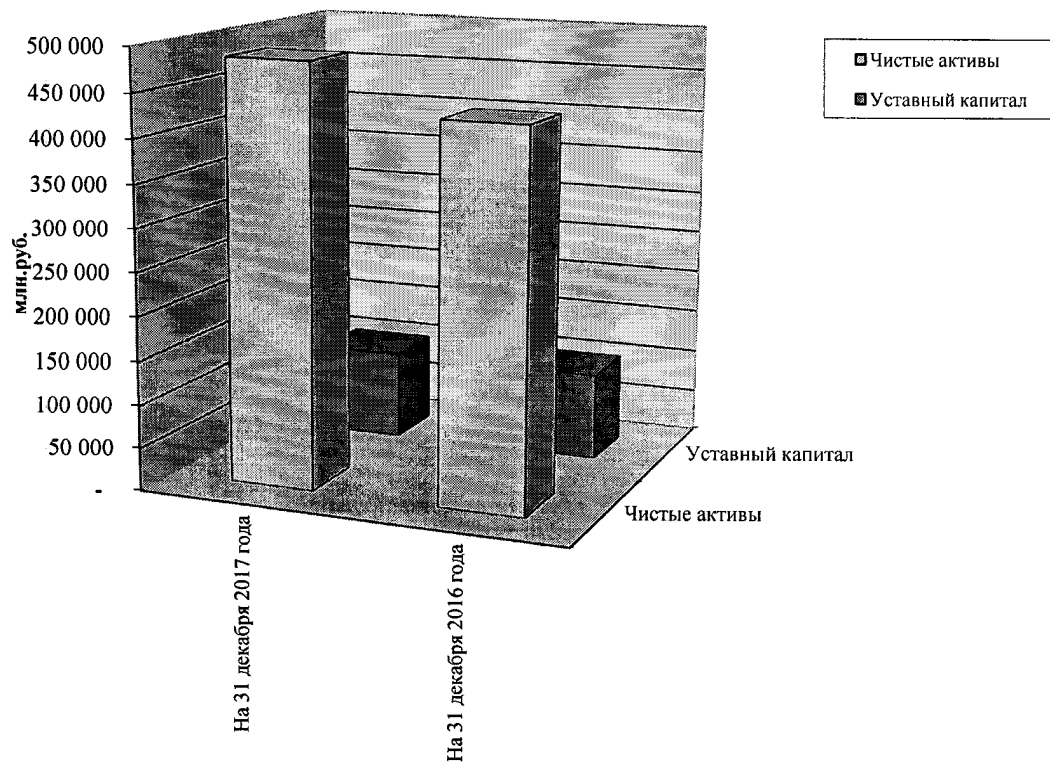 млн.руб.
500 000
450 000
400 000
350 000
300 000
250 000
200 000
150 000
100 000
50 000
-
На 31 декабря 2017 года
На 31 декабря 2016 года
Уставный капитал
Чистые активы
Чистые активы
Уставный капитал